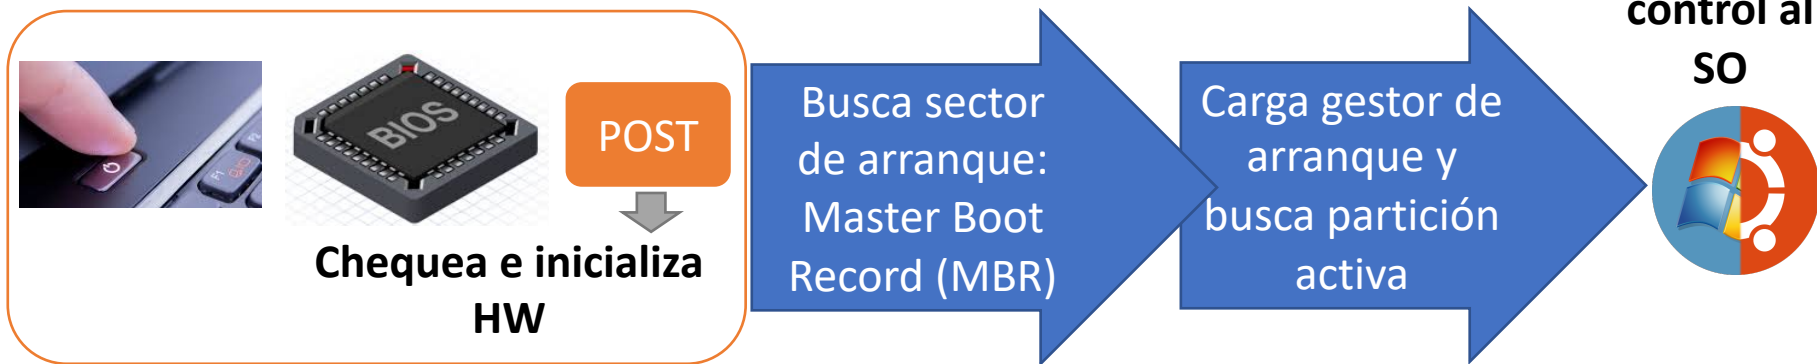 BIOS
POST
Chequea e inicializa
HW
Busca sector
de arranque:
Master Boot
Record (MBR)
Carga gestor de
arranque y
busca partición
activa
control al
SO